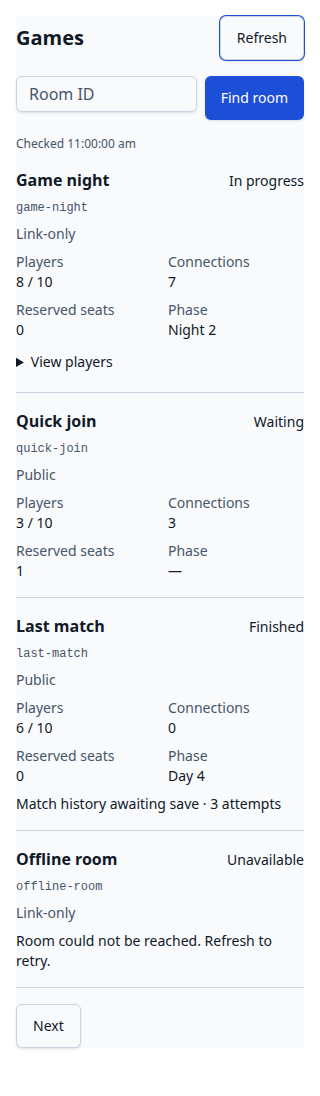 Games
Refresh
Room ID
Find room
Checked 11:00:00 am
Game night
In progress
game-night
Link-only
Players
Connections
8 / 10
7
Reserved seats
Phase
0
Night 2
View players
Quick join
Waiting
quick-join
Public
Players
Connections
3 / 10
3
Reserved seats
Phase
1
—
Last match
Finished
last-match
Public
Players
Connections
6 / 10
0
Reserved seats
Phase
0
Day 4
Match history awaiting save · 3 attempts
Offline room
Unavailable
offline-room
Link-only
Room could not be reached. Refresh to
retry.
Next